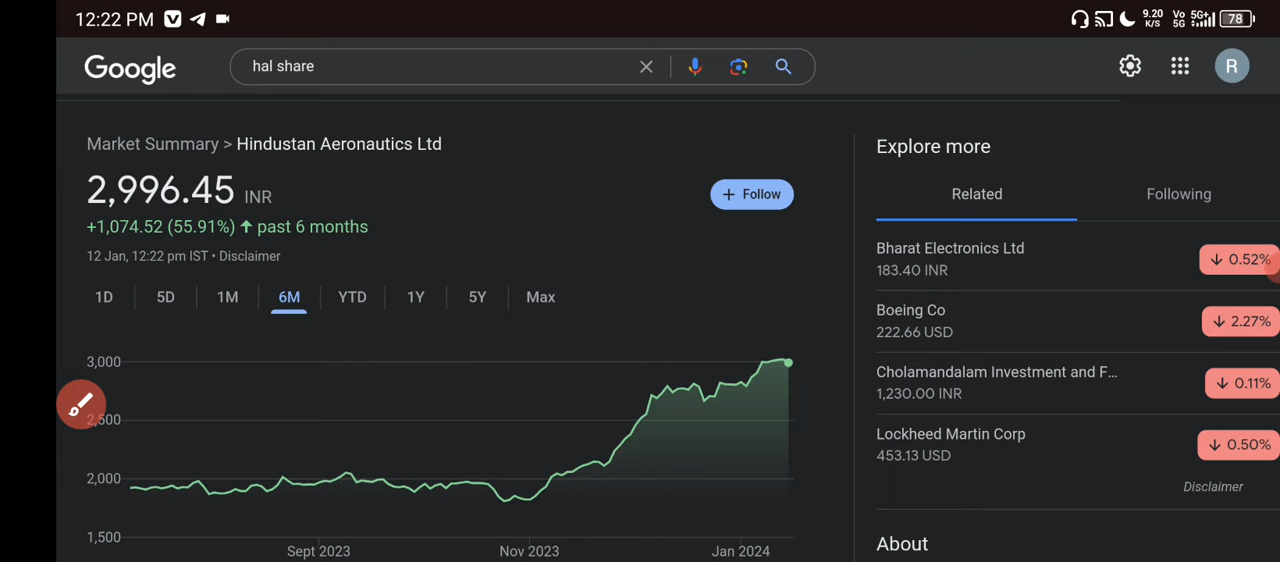 12:22 PM
9.20 K/S Vo 5G 5G+ 78
Google
hal share
R
Market Summary > Hindustan Aeronautics Ltd
2,996.45 INR
+ Follow
+1,074.52 (55.91%) ↑ past 6 months
12 Jan, 12:22 pm IST • Disclaimer
1D 5D 1M 6M YTD 1Y 5Y Max
3,000
2,500
2,000
1,500
Sept 2023 Nov 2023 Jan 2024
Explore more
Related Following
Bharat Electronics Ltd
183.40 INR
↓ 0.52%
Boeing Co
222.66 USD
↓ 2.27%
Cholamandalam Investment and F...
1,230.00 INR
↓ 0.11%
Lockheed Martin Corp
453.13 USD
↓ 0.50%
Disclaimer
About